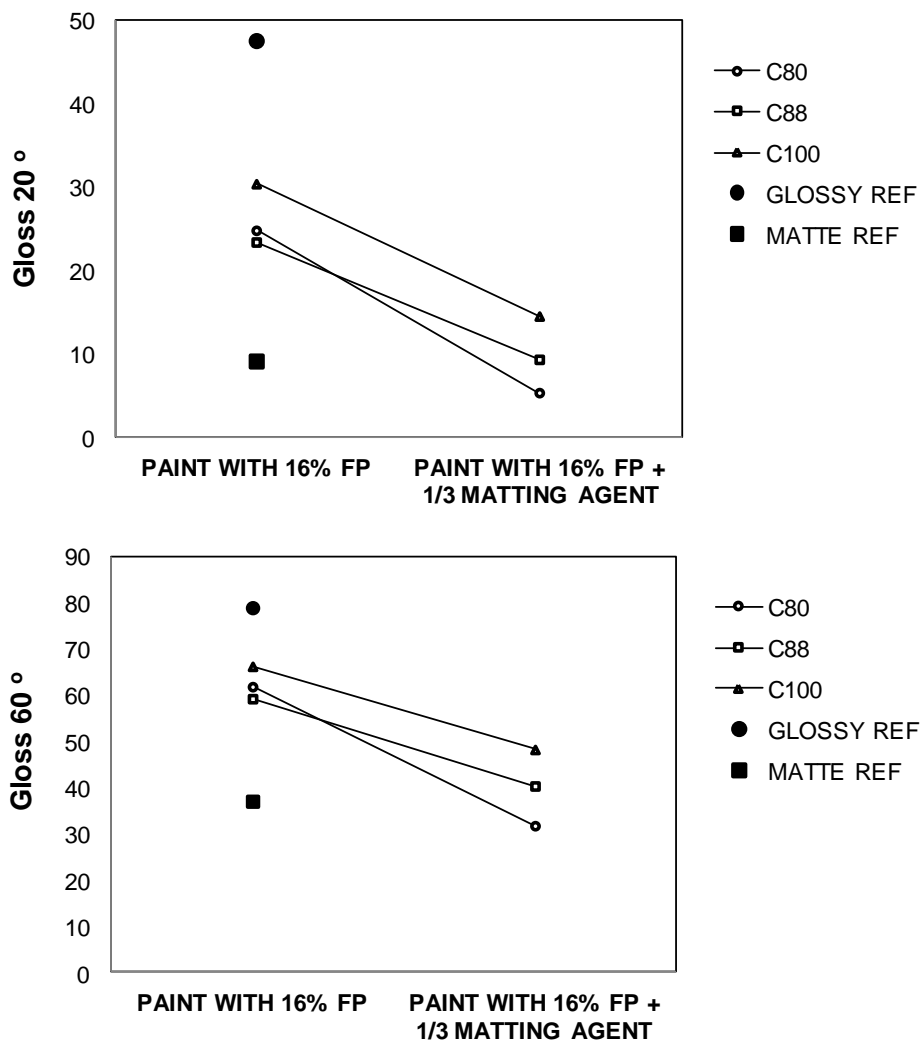 50
40
30
20
10
0
Gloss 20 º
PAINT WITH 16% FP
PAINT WITH 16% FP +
1/3 MATTING AGENT
C80
C88
C100
GLOSSY REF
MATTE REF
90
80
70
60
50
40
30
20
10
0
Gloss 60 º
PAINT WITH 16% FP
PAINT WITH 16% FP +
1/3 MATTING AGENT
C80
C88
C100
GLOSSY REF
MATTE REF